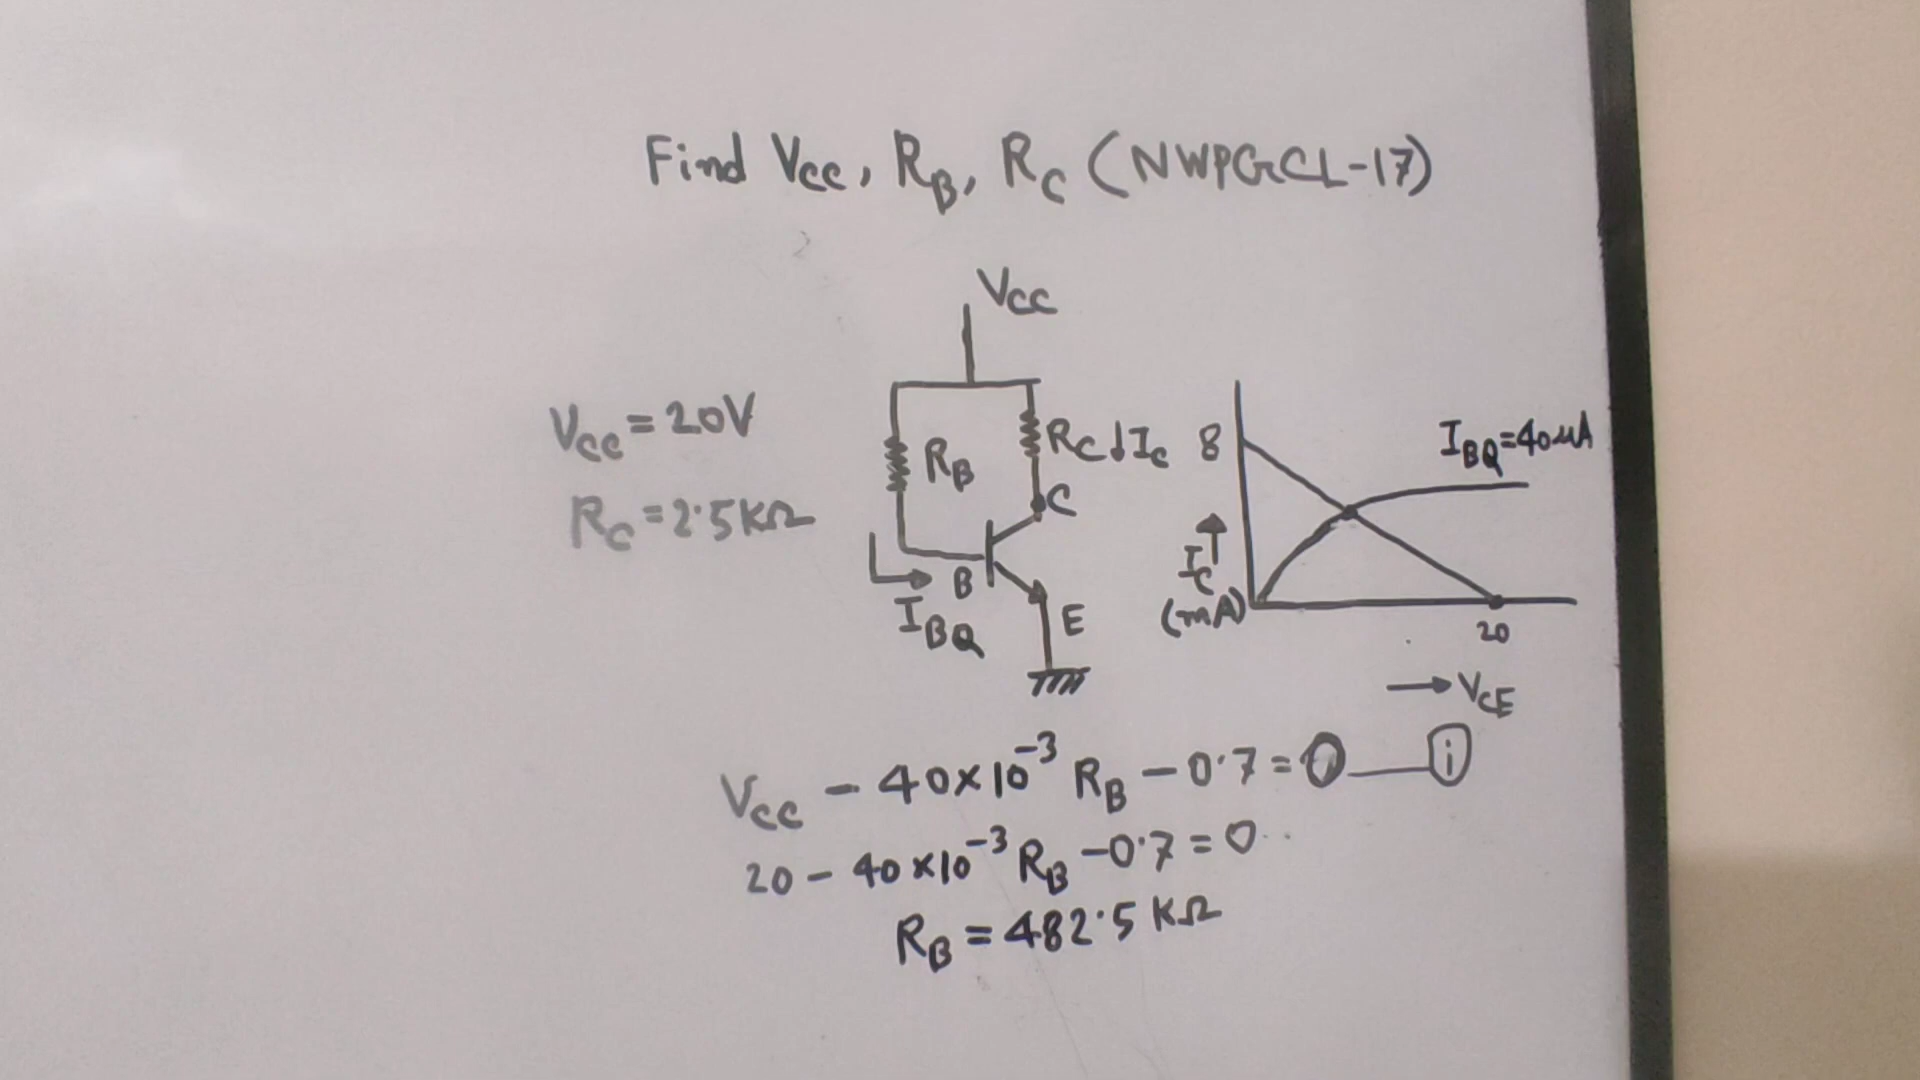 Find Vcc, RB, RC (NWPGCL-17)
VCC
Vcc = 20V
RC = 2.5KΩ
RB
RC ↓IC
C
B
E
IBQ
8
IBQ=40μA
IC
(mA)
20
→ VCE
VCC - 40×10⁻³ RB - 0.7 = 0 — i
20 - 40×10⁻³ RB - 0.7 = 0
RB = 482.5 KΩ